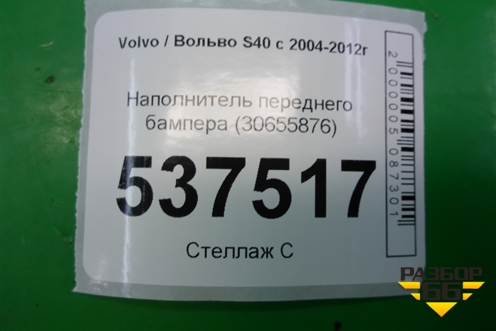 Volvo / Вольво S40 с 2004-2012г
Наполнитель переднего
бампера (30655876)
537517
Стеллаж С
2000005087301
РАЗБОР
66